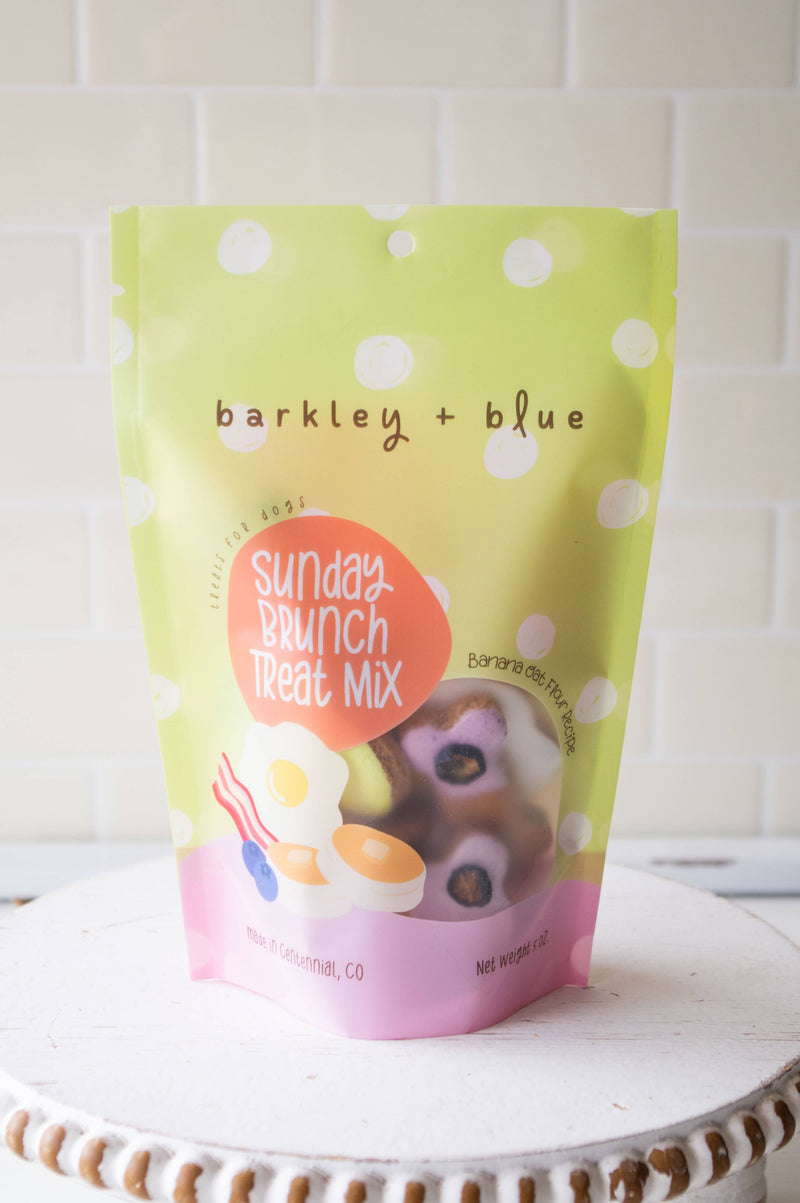 barkley + blue
treats for dogs
Sunday
Brunch
Treat Mix
Banana Oat Flour Recipe
made in Centennial, CO
Net Weight 5 oz.